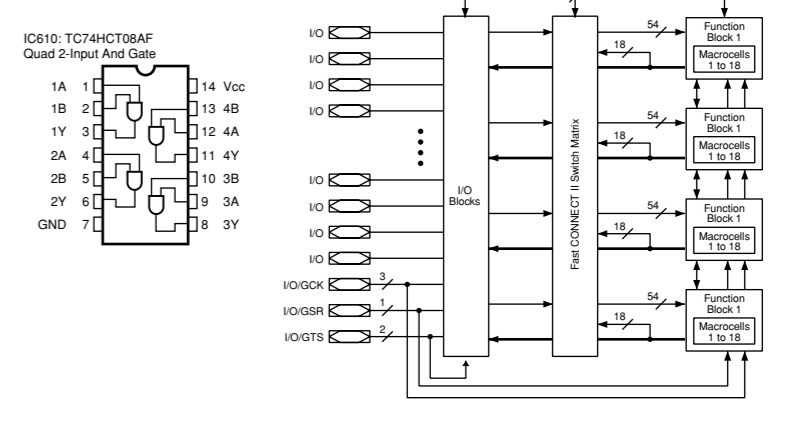 IC610: TC74HCT08AF
Quad 2-Input And Gate
1A 1
1B 2
1Y 3
2A 4
2B 5
2Y 6
GND 7
14 Vcc
13 4B
12 4A
11 4Y
10 3B
9 3A
8 3Y
I/O
I/O
I/O
I/O
I/O
I/O
I/O
I/O
I/O/GCK 3
I/O/GSR 1
I/O/GTS 2
I/O
Blocks
Fast CONNECT II Switch Matrix
54
18
Function
Block 1
Macrocells
1 to 18
54
18
Function
Block 1
Macrocells
1 to 18
54
18
Function
Block 1
Macrocells
1 to 18
54
18
Function
Block 1
Macrocells
1 to 18